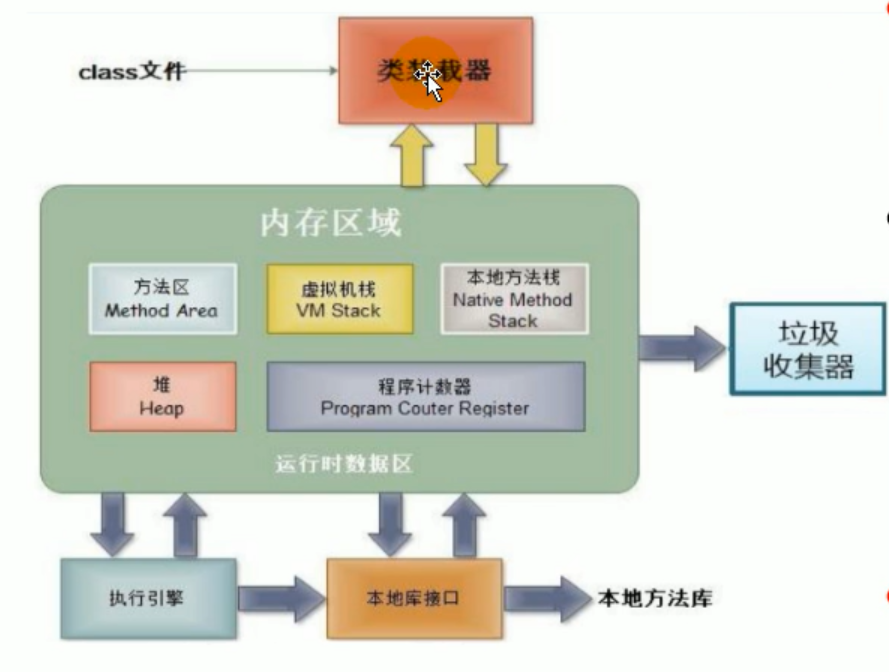 class文件
类装载器
内存区域
方法区
Method Area
虚拟机栈
VM Stack
本地方法栈
Native Method
Stack
堆
Heap
程序计数器
Program Couter Register
运行时数据区
垃圾
收集器
执行引擎
本地库接口
本地方法库